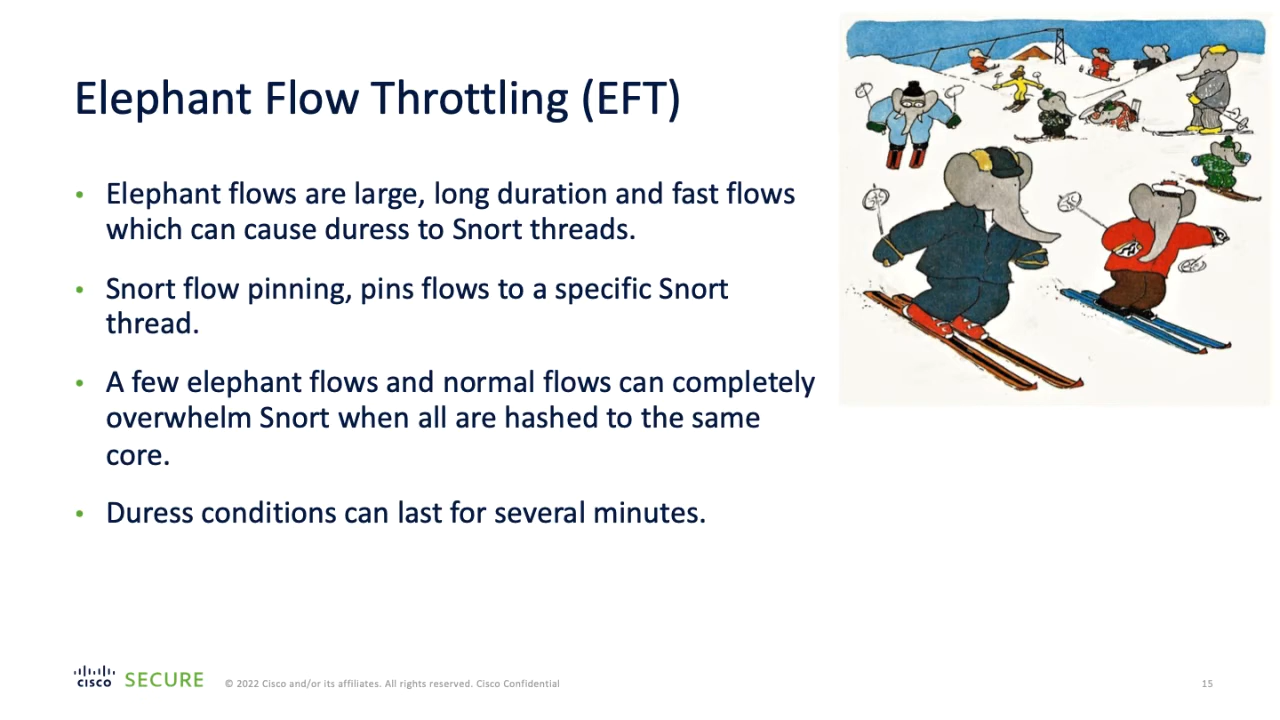 Elephant Flow Throttling (EFT)
• Elephant flows are large, long duration and fast flows
which can cause duress to Snort threads.
• Snort flow pinning, pins flows to a specific Snort
thread.
• A few elephant flows and normal flows can completely
overwhelm Snort when all are hashed to the same
core.
• Duress conditions can last for several minutes.
CISCO SECURE © 2022 Cisco and/or its affiliates. All rights reserved. Cisco Confidential 15